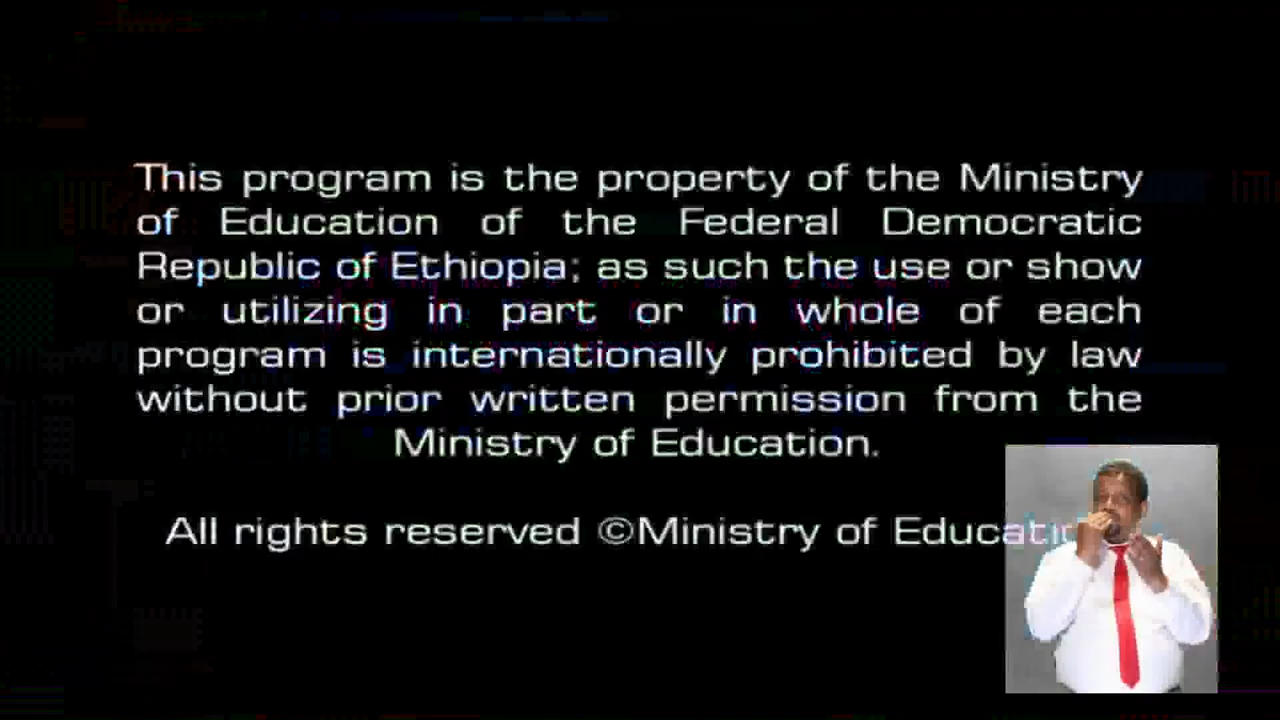 This program is the property of the Ministry
of Education of the Federal Democratic
Republic of Ethiopia; as such the use or show
or utilizing in part or in whole of each
program is internationally prohibited by law
without prior written permission from the
Ministry of Education.
All rights reserved ©Ministry of